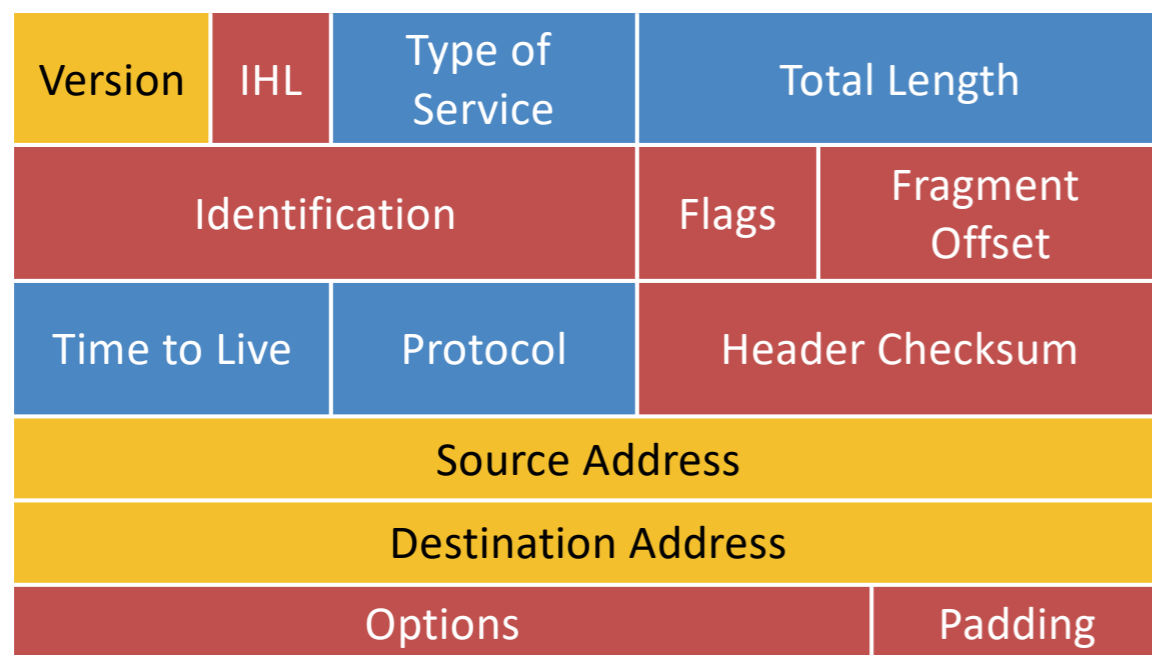 Version
IHL
Type of
Service
Total Length
Identification
Flags
Fragment
Offset
Time to Live
Protocol
Header Checksum
Source Address
Destination Address
Options
Padding